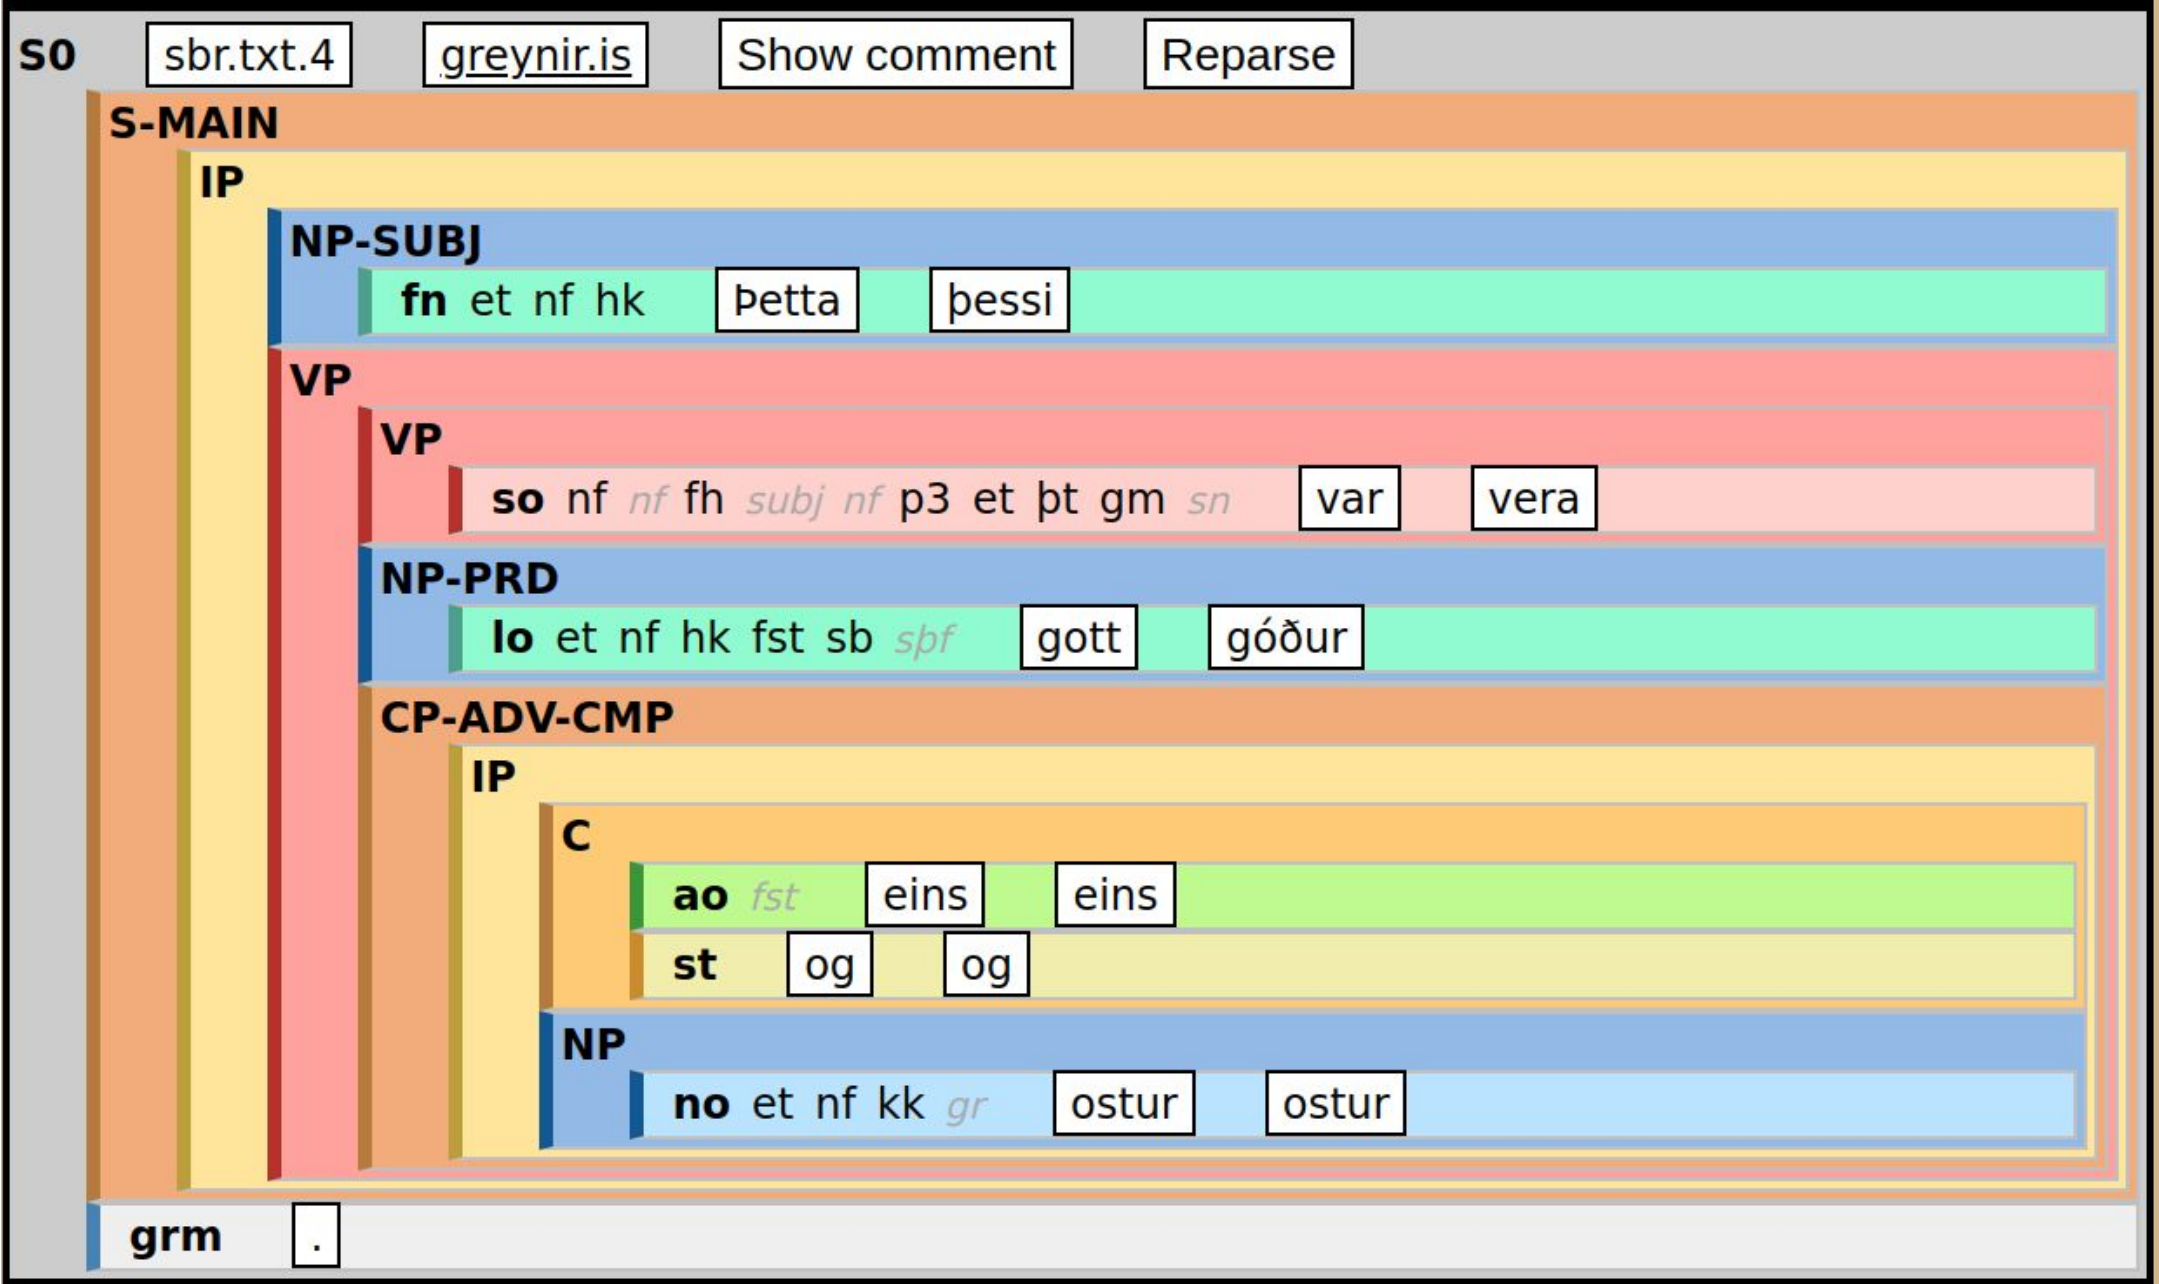 S0 sbr.txt.4 greynir.is Show comment Reparse
S-MAIN
IP
NP-SUBJ
fn et nf hk Þetta þessi
VP
VP
so nf nf fh subj nf p3 et þt gm sn var vera
NP-PRD
lo et nf hk fst sb sþf gott góður
CP-ADV-CMP
IP
C
ao fst eins eins
st og og
NP
no et nf kk gr ostur ostur
grm .